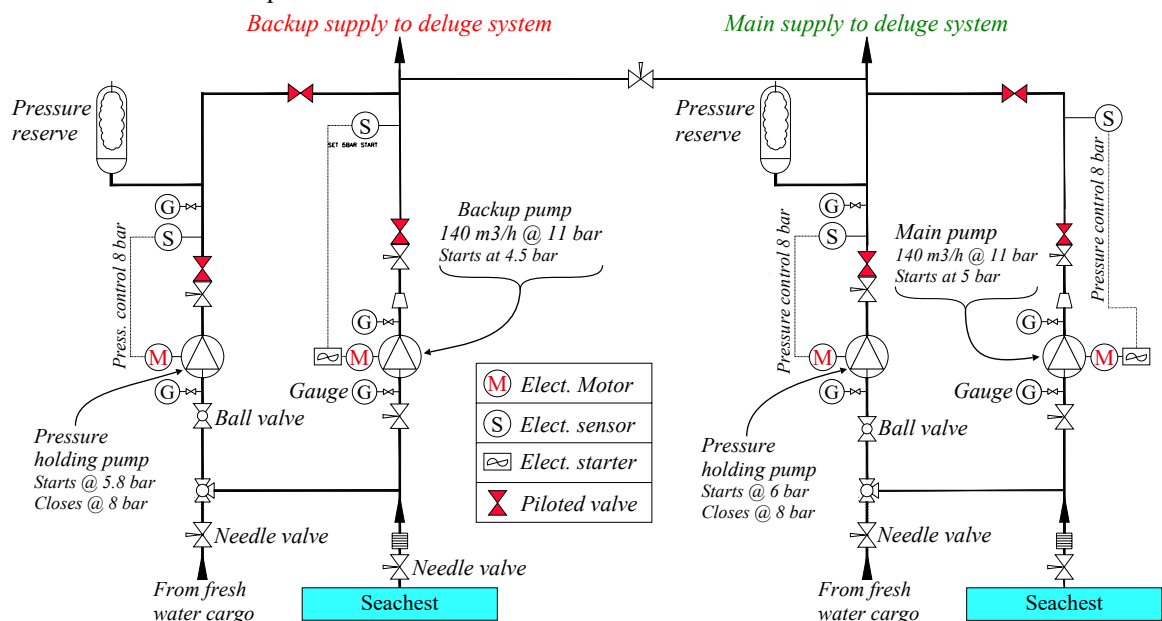 Backup supply to deluge system
Main supply to deluge system
Pressure
reserve
S
SET 5BAR START
G
S
Press. control 8 bar
Backup pump
140 m3/h @ 11 bar
Starts at 4.5 bar
G
M
M
G
Gauge G
Ball valve
Pressure
holding pump
Starts @ 5.8 bar
Closes @ 8 bar
Needle valve
Needle valve
From fresh
water cargo
Seachest
M Elect. Motor
S Elect. sensor
Elect. starter
Piloted valve
Pressure
reserve
S
G
S
Pressure control 8 bar
Pressure control 8 bar
Main pump
140 m3/h @ 11 bar
Starts at 5 bar
G
M
M
G
Gauge G
Ball valve
Pressure
holding pump
Starts @ 6 bar
Closes @ 8 bar
Needle valve
From fresh
water cargo
Seachest